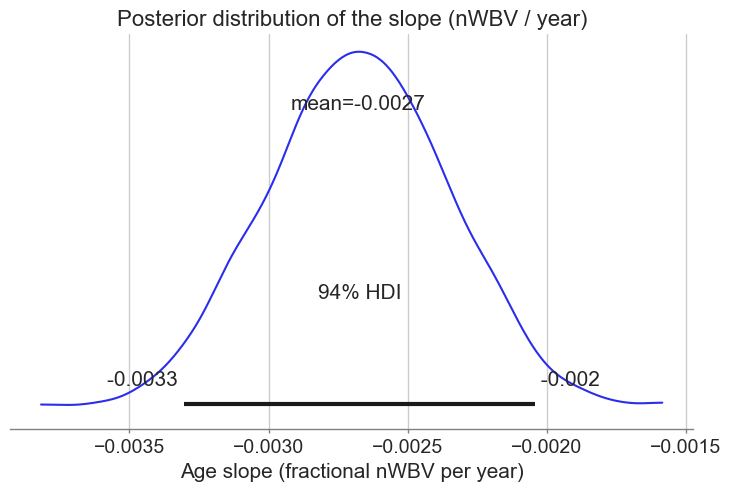 Posterior distribution of the slope (nWBV / year)
mean=-0.0027
94% HDI
-0.0033 -0.002
−0.0035 −0.0030 −0.0025 −0.0020 −0.0015
Age slope (fractional nWBV per year)